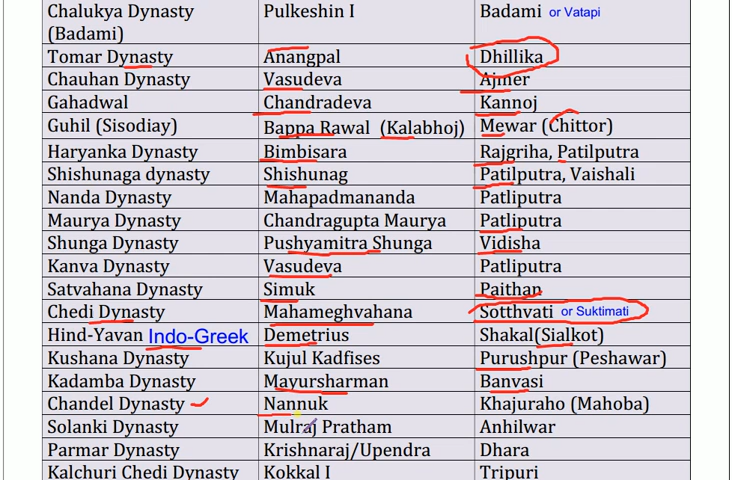 Chalukya Dynasty Pulkeshin I Badami or Vatapi
(Badami)
Tomar Dynasty Anangpal Dhillika
Chauhan Dynasty Vasudeva Ajmer
Gahadwal Chandradeva Kannoj
Guhil (Sisodiay) Bappa Rawal (Kalabhoj) Mewar (Chittor)
Haryanka Dynasty Bimbisara Rajgriha, Patilputra
Shishunaga dynasty Shishunag Patilputra, Vaishali
Nanda Dynasty Mahapadmananda Patliputra
Maurya Dynasty Chandragupta Maurya Patliputra
Shunga Dynasty Pushyamitra Shunga Vidisha
Kanva Dynasty Vasudeva Patliputra
Satvahana Dynasty Simuk Paithan
Chedi Dynasty Mahameghvahana Sotthvati or Suktimati
Hind-Yavan Indo-Greek Demetrius Shakal(Sialkot)
Kushana Dynasty Kujul Kadfises Purushpur (Peshawar)
Kadamba Dynasty Mayursharman Banvasi
Chandel Dynasty Nannuk Khajuraho (Mahoba)
Solanki Dynasty Mulraj Pratham Anhilwar
Parmar Dynasty Krishnaraj/Upendra Dhara
Kalchuri Chedi Dynasty Kokkal I Tripuri